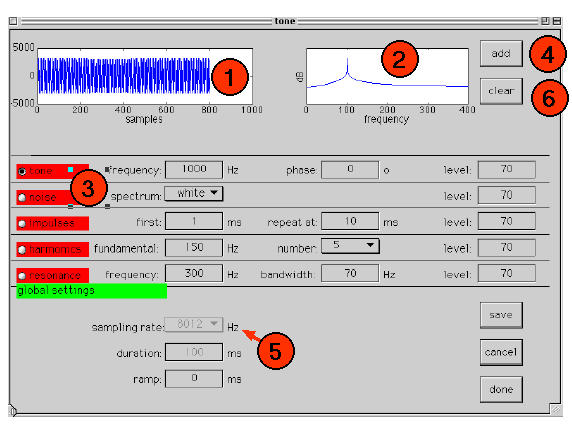 tone
5000
0
-5000
0 200 400 600 800 1000
samples
1
dB
0 100 200 300 400
frequency
2
add
4
clear
6
tone frequency: 1000 Hz phase: 0 o level: 70
3
noise spectrum: white level: 70
impulses first: 1 ms repeat at: 10 ms level: 70
harmonics fundamental: 150 Hz number: 5 level: 70
resonance frequency: 300 Hz bandwidth: 70 Hz level: 70
global settings
sampling rate: 8012 Hz
5
duration: 100 ms
ramp: 0 ms
save
cancel
done